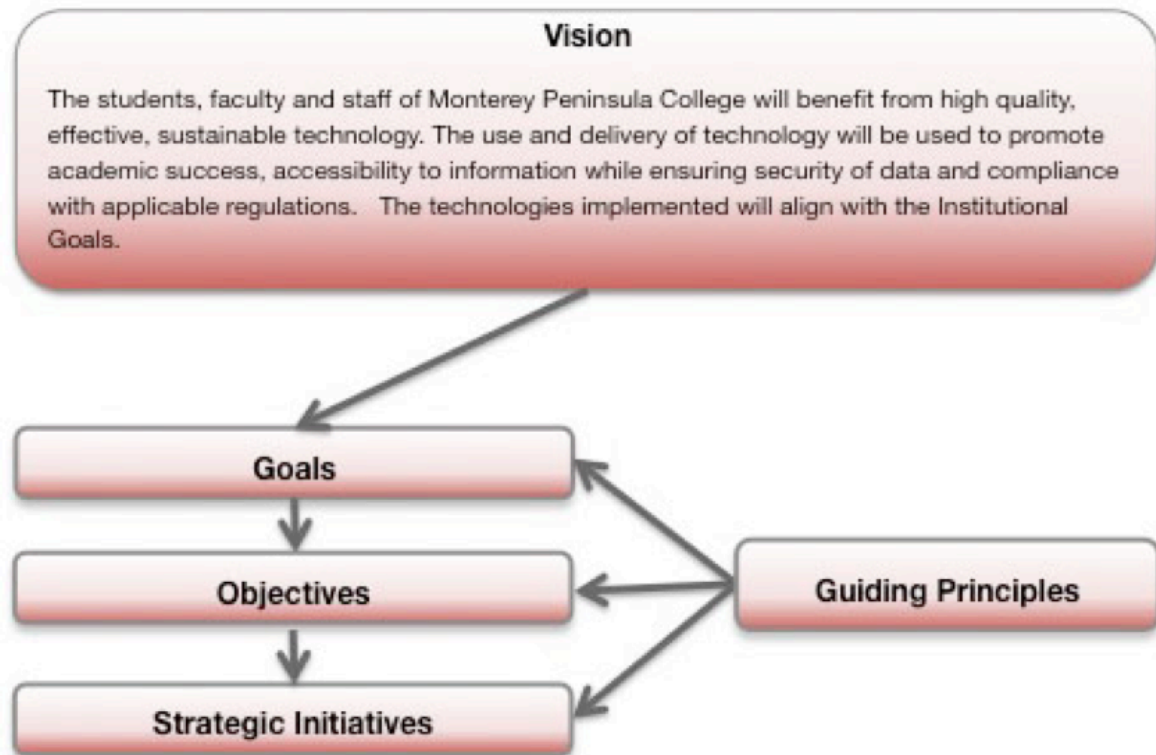 Vision
The students, faculty and staff of Monterey Peninsula College will benefit from high quality,
effective, sustainable technology. The use and delivery of technology will be used to promote
academic success, accessibility to information while ensuring security of data and compliance
with applicable regulations.   The technologies implemented will align with the Institutional
Goals.
Goals
Objectives
Guiding Principles
Strategic Initiatives